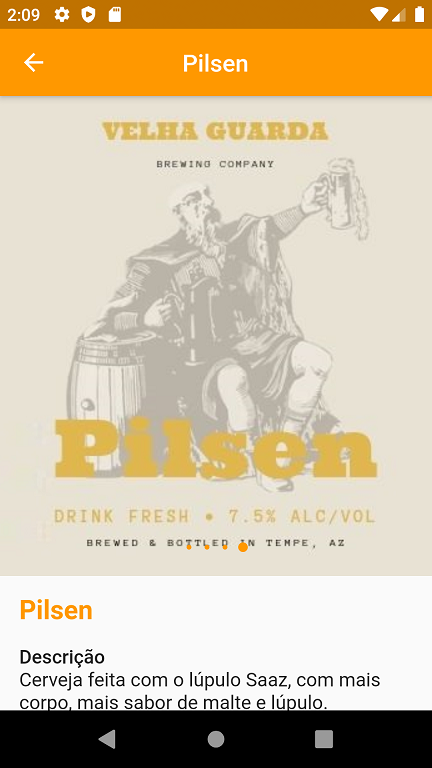 2:09
Pilsen
VELHA GUARDA
BREWING COMPANY
Pilsen
DRINK FRESH • 7.5% ALC/VOL
BREWED & BOTTLED IN TEMPE, AZ
Pilsen
Descrição
Cerveja feita com o lúpulo Saaz, com mais
corpo, mais sabor de malte e lúpulo.